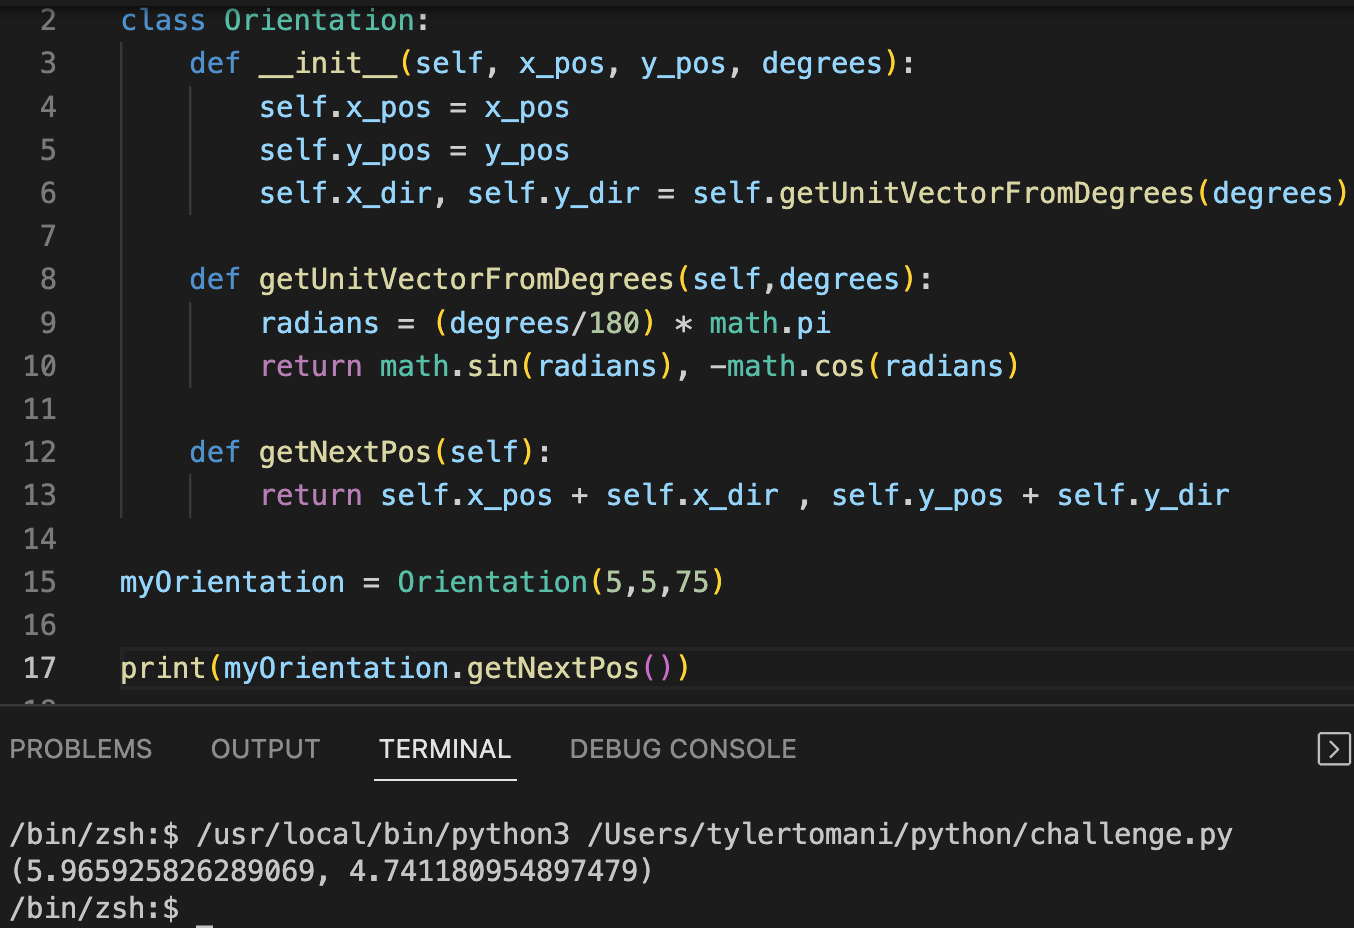 2 class Orientation:
3 def __init__(self, x_pos, y_pos, degrees):
4 self.x_pos = x_pos
5 self.y_pos = y_pos
6 self.x_dir, self.y_dir = self.getUnitVectorFromDegrees(degrees)
7
8 def getUnitVectorFromDegrees(self,degrees):
9 radians = (degrees/180) * math.pi
10 return math.sin(radians), -math.cos(radians)
11
12 def getNextPos(self):
13 return self.x_pos + self.x_dir , self.y_pos + self.y_dir
14
15 myOrientation = Orientation(5,5,75)
16
17 print(myOrientation.getNextPos())
PROBLEMS OUTPUT TERMINAL DEBUG CONSOLE
/bin/zsh:$ /usr/local/bin/python3 /Users/tylertomani/python/challenge.py
(5.965925826289069, 4.741180954897479)
/bin/zsh:$